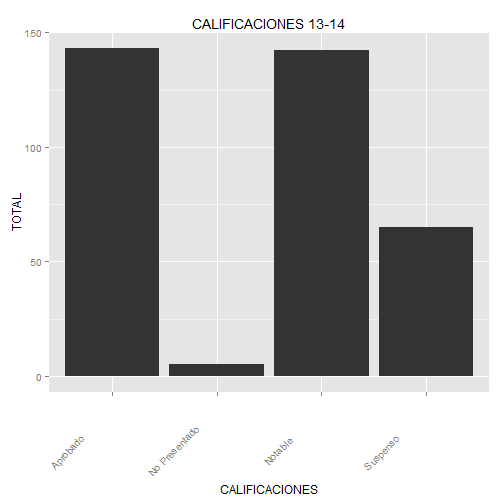 CALIFICACIONES 13-14
150
100
50
0
TOTAL
Aprobado
No Presentado
Notable
Suspenso
CALIFICACIONES